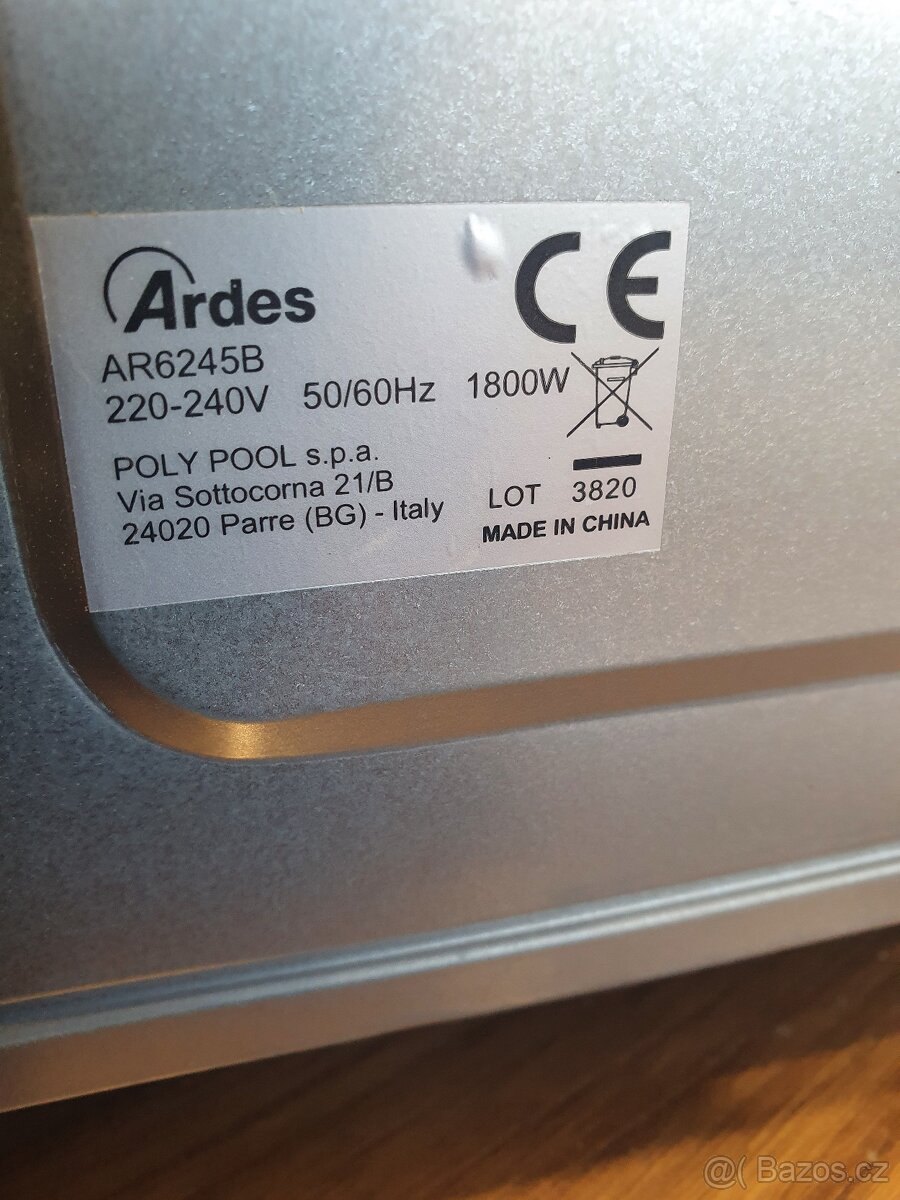 Ardes
CE
AR6245B
220-240V 50/60Hz 1800W
POLY POOL s.p.a.
Via Sottocorna 21/B
24020 Parre (BG) - Italy
LOT 3820
MADE IN CHINA
@( Bazos.cz